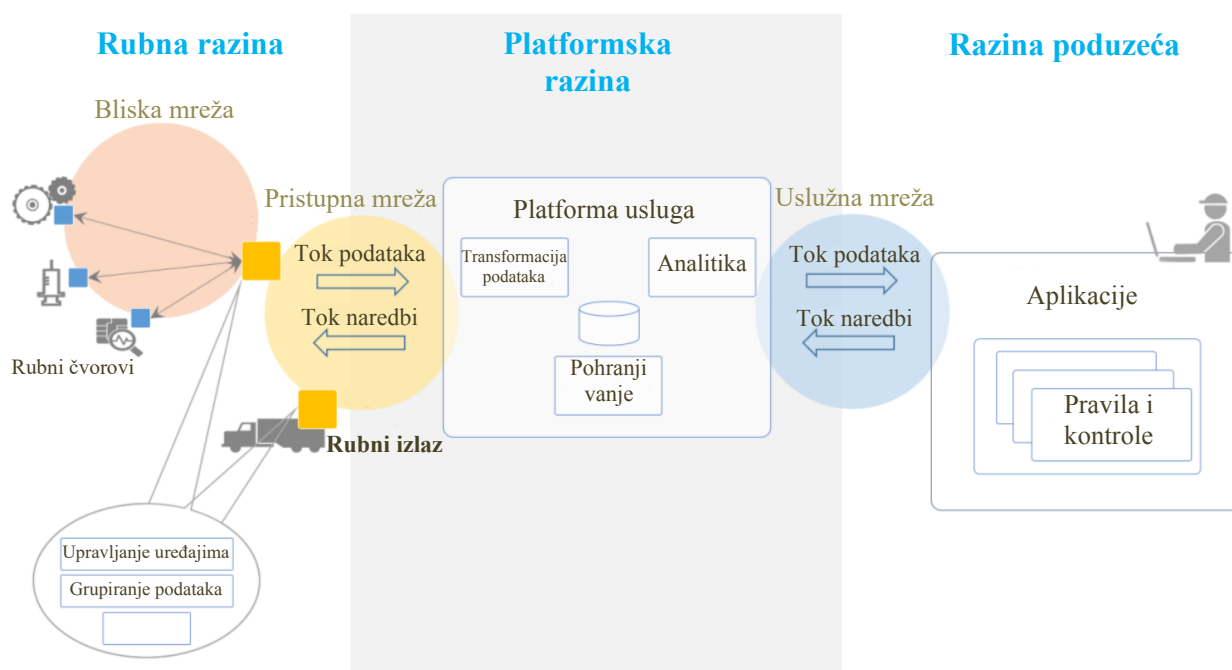 Rubna razina
Platformska
razina
Razina poduzeća
Bliska mreža
Pristupna mreža
Uslužna mreža
Platforma usluga
Tok podataka
Transformacija
podataka
Analitika
Tok podataka
Aplikacije
Tok naredbi
Tok naredbi
Rubni čvorovi
Pohranji
vanje
Pravila i
kontrole
Rubni izlaz
Upravljanje uređajima
Grupiranje podataka